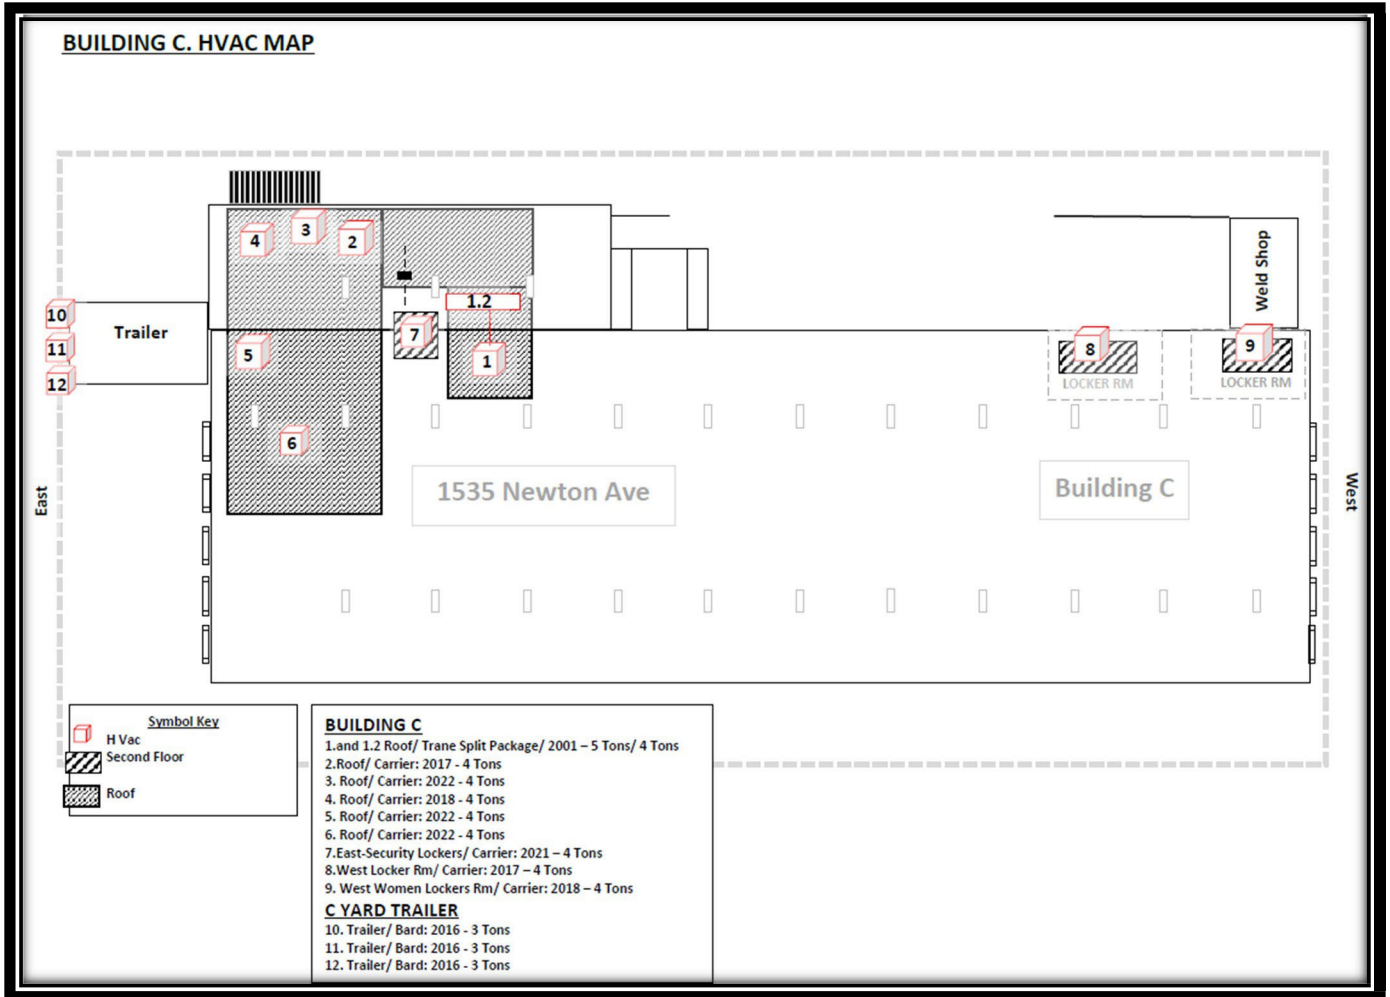 BUILDING C. HVAC MAP
4
3
2
1.2
7
1
5
6
10
11
12
Trailer
8
LOCKER RM
9
LOCKER RM
Weld Shop
East
West
1535 Newton Ave
Building C
Symbol Key
H Vac
Second Floor
Roof
BUILDING C
1.and 1.2 Roof/ Trane Split Package/ 2001 – 5 Tons/ 4 Tons
2.Roof/ Carrier: 2017 - 4 Tons
3. Roof/ Carrier: 2022 - 4 Tons
4. Roof/ Carrier: 2018 - 4 Tons
5. Roof/ Carrier: 2022 - 4 Tons
6. Roof/ Carrier: 2022 - 4 Tons
7.East-Security Lockers/ Carrier: 2021 – 4 Tons
8.West Locker Rm/ Carrier: 2017 – 4 Tons
9. West Women Lockers Rm/ Carrier: 2018 – 4 Tons
C YARD TRAILER
10. Trailer/ Bard: 2016 - 3 Tons
11. Trailer/ Bard: 2016 - 3 Tons
12. Trailer/ Bard: 2016 - 3 Tons